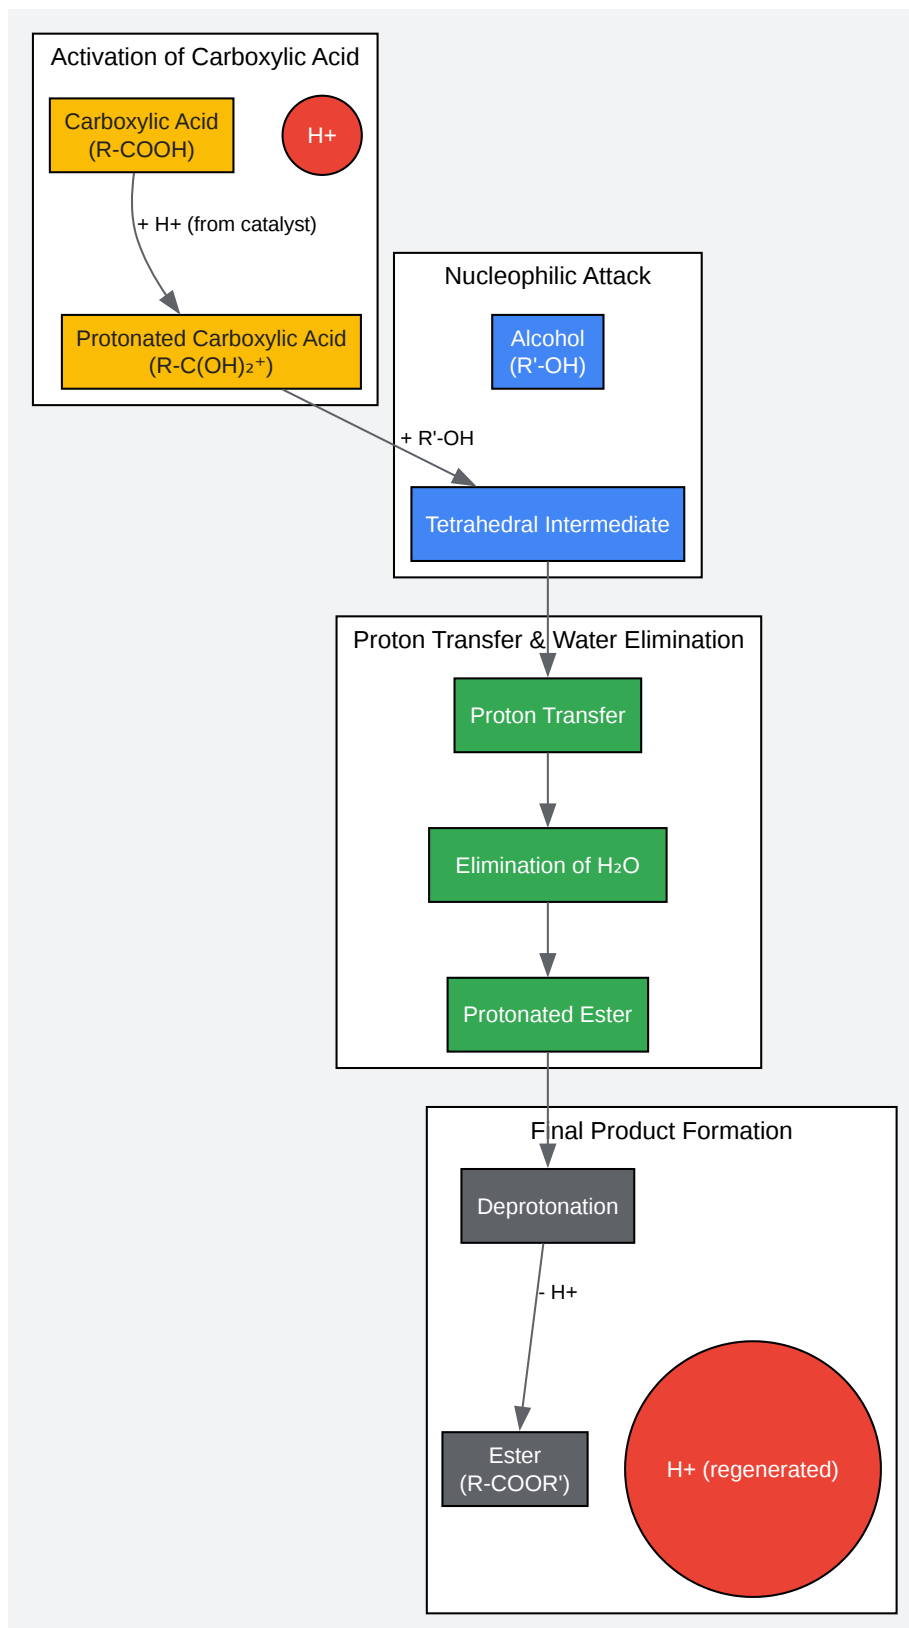 Activation of Carboxylic Acid
Carboxylic Acid
(R-COOH)
H+
+ H+ (from catalyst)
Protonated Carboxylic Acid
(R-C(OH)₂⁺)
Nucleophilic Attack
Alcohol
(R'-OH)
+ R'-OH
Tetrahedral Intermediate
Proton Transfer & Water Elimination
Proton Transfer
Elimination of H₂O
Protonated Ester
Final Product Formation
Deprotonation
- H+
Ester
(R-COOR')
H+ (regenerated)